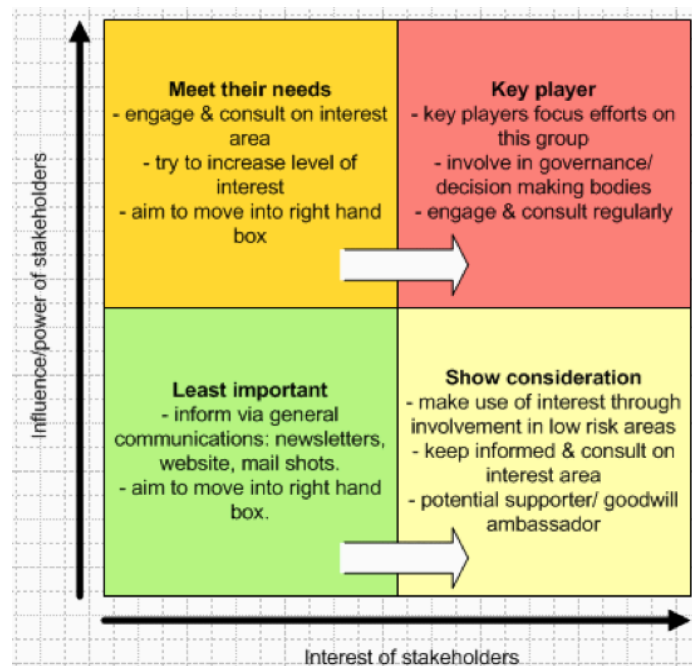 Influence/power of stakeholders
Meet their needs
- engage & consult on interest
area
- try to increase level of
interest
- aim to move into right hand
box
Key player
- key players focus efforts on
this group
- involve in governance/
decision making bodies
- engage & consult regularly
Least important
- inform via general
communications: newsletters,
website, mail shots.
- aim to move into right hand
box.
Show consideration
- make use of interest through
involvement in low risk areas
- keep informed & consult on
interest area
- potential supporter/ goodwill
ambassador
Interest of stakeholders